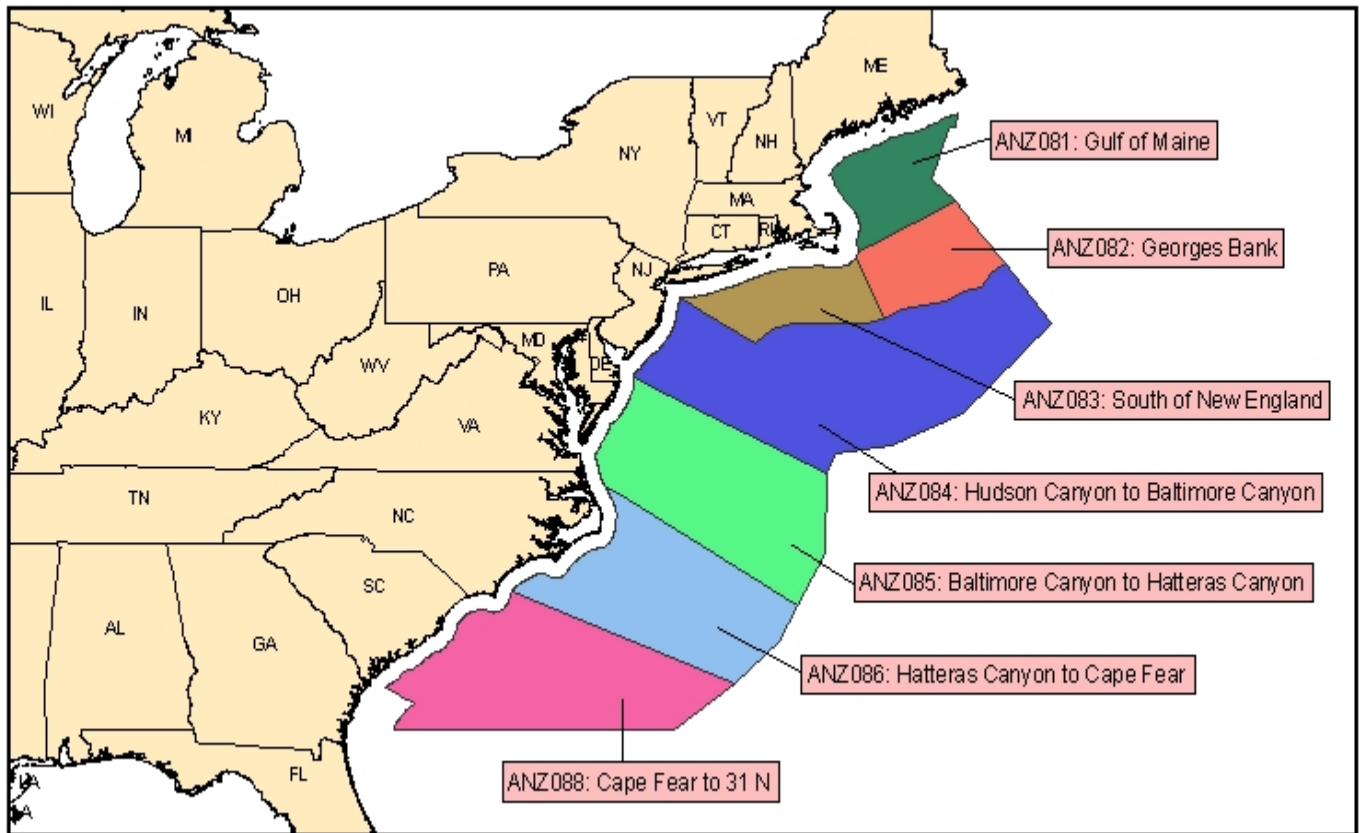 ME
WI
VT
MI
NH
NY
ANZ081: Gulf of Maine
MA
CT
RI
ANZ082: Georges Bank
PA
NJ
IL
IN
OH
MD
DE
WV
ANZ083: South of New England
KY
VA
ANZ084: Hudson Canyon to Baltimore Canyon
TN
NC
ANZ085: Baltimore Canyon to Hatteras Canyon
SC
AL
GA
ANZ086: Hatteras Canyon to Cape Fear
FL
ANZ088: Cape Fear to 31 N